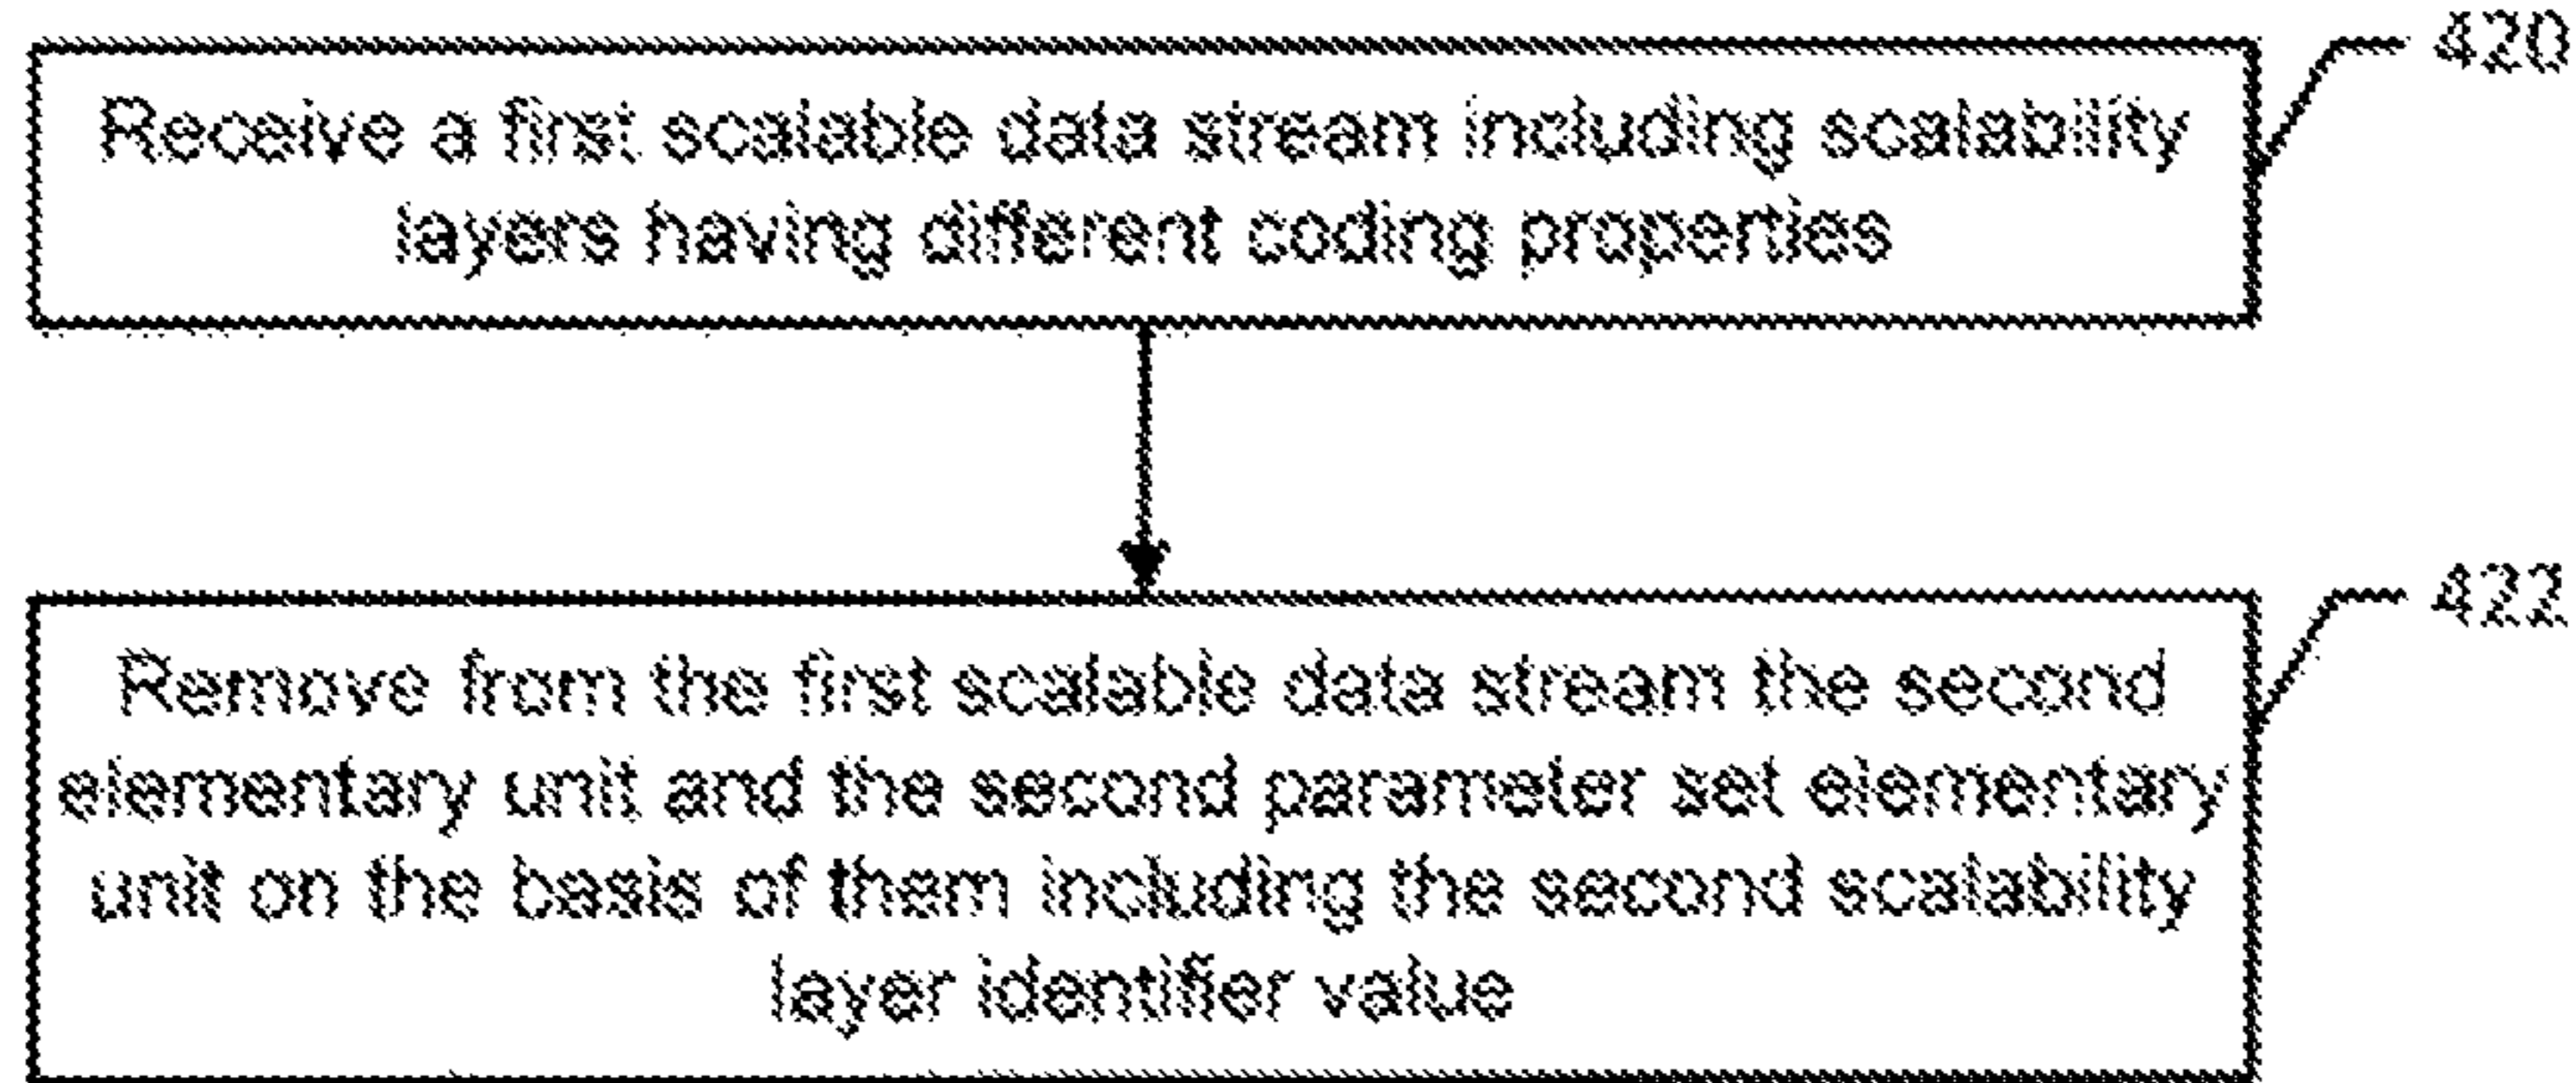 420
Receive a first scalable data stream including scalability
layers having different coding properties
422
Remove from the first scalable data stream the second
elementary unit and the second parameter set elementary
unit on the basis of them including the second scalability
layer identifier value